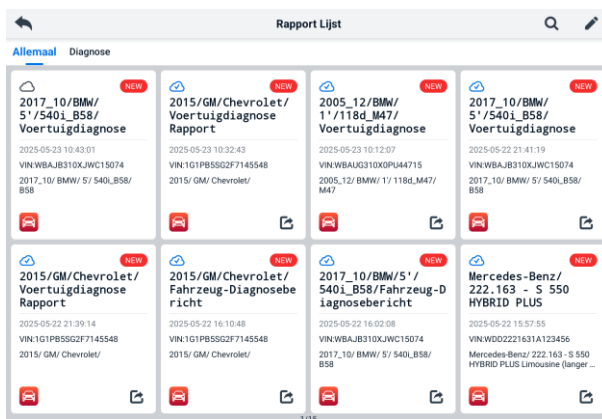 Rapport Lijst
Allemaal Diagnose
NEW
2017_10/BMW/
5'/540i_B58/
Voertuigdiagnose
2025-05-23 10:43:01
VIN:WBAJB310XJWC15074
2017_10/ BMW/ 5'/ 540i_B58/
B58
NEW
2015/GM/Chevrolet/
Voertuigdiagnose
Rapport
2025-05-23 10:32:43
VIN:1G1PB5SG2F7145548
2015/ GM/ Chevrolet/
NEW
2005_12/BMW/
1'/118d_M47/
Voertuigdiagnose
2025-05-23 10:12:07
VIN:WBAUG310X0PU44715
2005_12/ BMW/ 1'/ 118d_M47/
M47
NEW
2017_10/BMW/
5'/540i_B58/
Voertuigdiagnose
2025-05-22 21:41:19
VIN:WBAJB310XJWC15074
2017_10/ BMW/ 5'/ 540i_B58/
B58
NEW
2015/GM/Chevrolet/
Voertuigdiagnose
Rapport
2025-05-22 21:39:14
VIN:1G1PB5SG2F7145548
2015/ GM/ Chevrolet/
NEW
2015/GM/Chevrolet/
Fahrzeug-Diagnosebe
richt
2025-05-22 16:10:48
VIN:1G1PB5SG2F7145548
2015/ GM/ Chevrolet/
NEW
2017_10/BMW/5'/
540i_B58/Fahrzeug-D
iagnosebericht
2025-05-22 16:02:08
VIN:WBAJB310XJWC15074
2017_10/ BMW/ 5'/ 540i_B58/
B58
NEW
Mercedes-Benz/
222.163 - S 550
HYBRID PLUS
2025-05-22 15:57:55
VIN:WDD2221631A123456
Mercedes-Benz/ 222.163 - S 550
HYBRID PLUS Limousine (langer ...